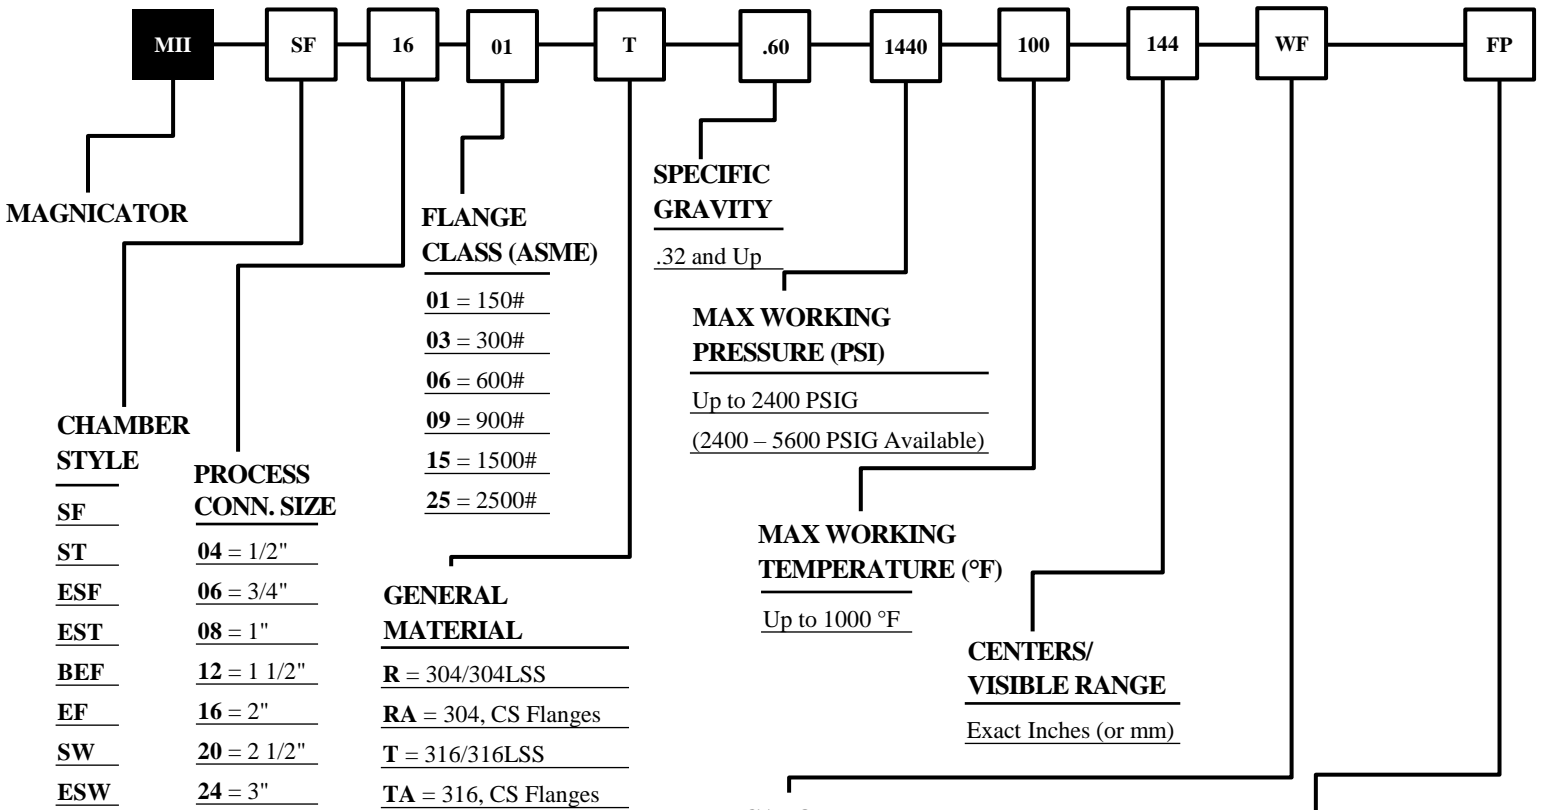 MII
SF
16
01
T
.60
1440
100
144
WF
FP
MAGNICATOR
CHAMBER
STYLE
SF
ST
ESF
EST
BEF
EF
SW
ESW
PROCESS
CONN. SIZE
04 = 1/2"
06 = 3/4"
08 = 1"
12 = 1 1/2"
16 = 2"
20 = 2 1/2"
24 = 3"
FLANGE
CLASS (ASME)
01 = 150#
03 = 300#
06 = 600#
09 = 900#
15 = 1500#
25 = 2500#
GENERAL
MATERIAL
R = 304/304LSS
RA = 304, CS Flanges
T = 316/316LSS
TA = 316, CS Flanges
SPECIFIC
GRAVITY
.32 and Up
MAX WORKING
PRESSURE (PSI)
Up to 2400 PSIG
(2400 – 5600 PSIG Available)
MAX WORKING
TEMPERATURE (°F)
Up to 1000 °F
CENTERS/
VISIBLE RANGE
Exact Inches (or mm)